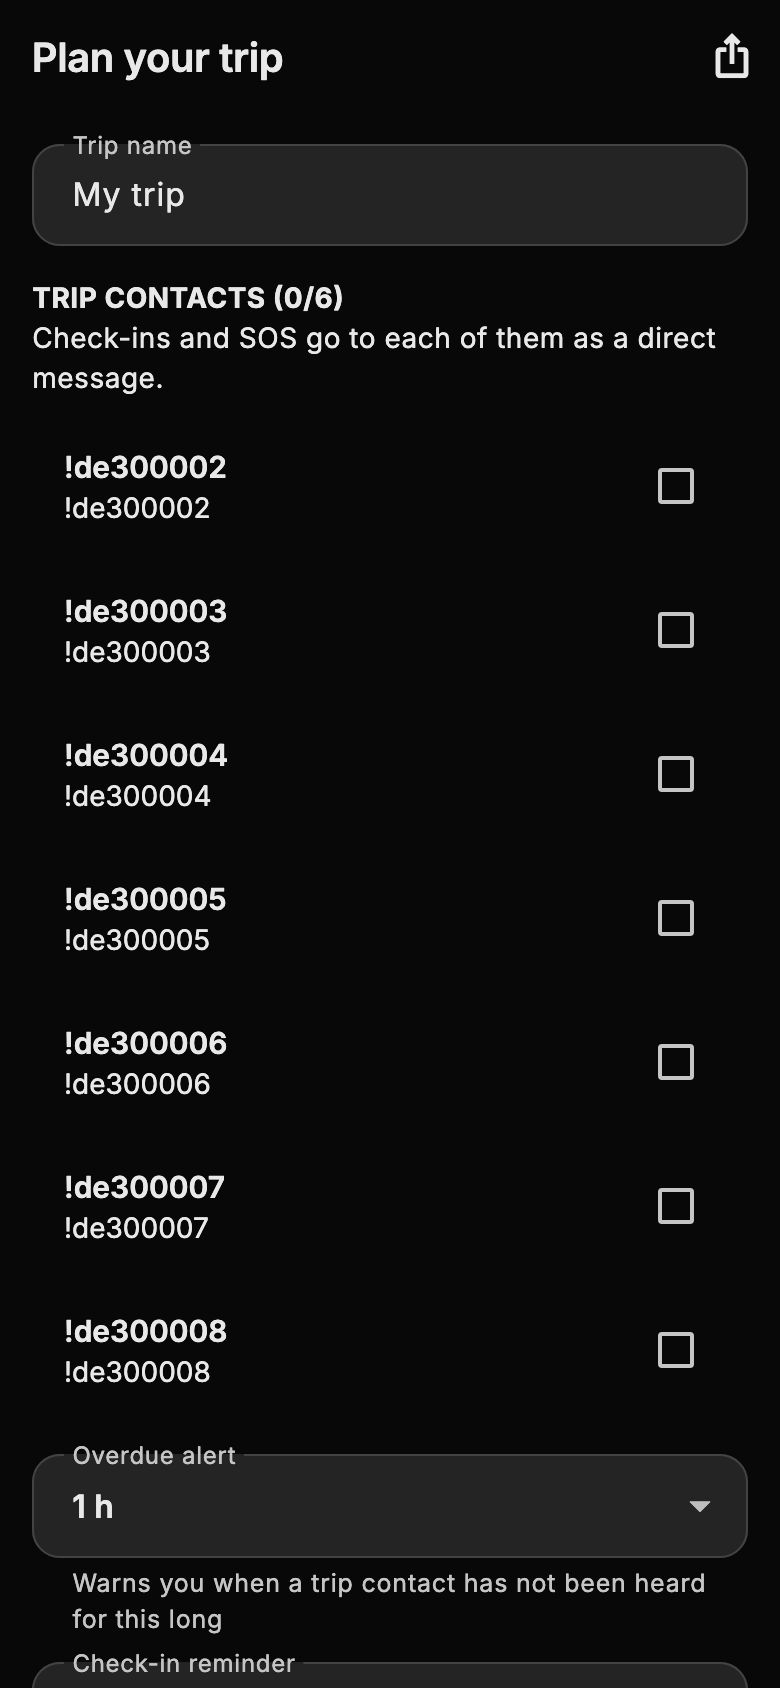 Plan your trip
Trip name
My trip
TRIP CONTACTS (0/6)
Check-ins and SOS go to each of them as a direct
message.
!de300002
!de300002
!de300003
!de300003
!de300004
!de300004
!de300005
!de300005
!de300006
!de300006
!de300007
!de300007
!de300008
!de300008
Overdue alert
1 h
Warns you when a trip contact has not been heard
for this long
Check-in reminder